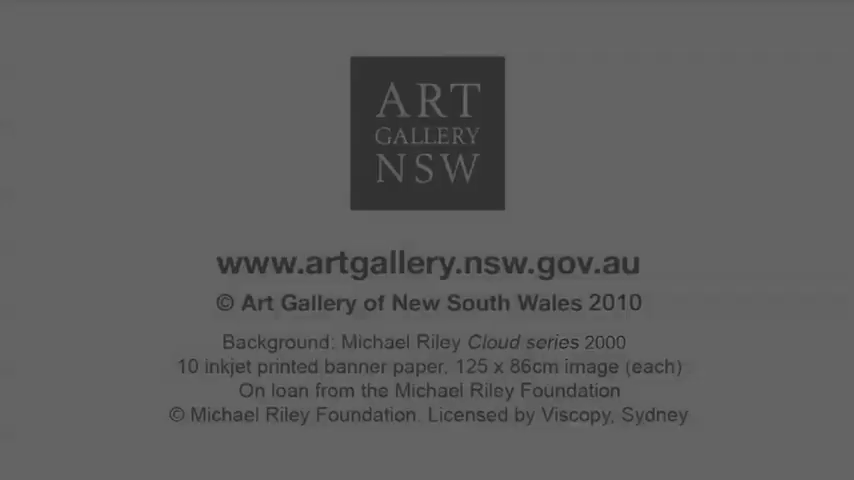 ART
GALLERY
NSW
www.artgallery.nsw.gov.au
© Art Gallery of New South Wales 2010
Background: Michael Riley Cloud series 2000
10 inkjet printed banner paper, 125 x 86cm image (each)
On loan from the Michael Riley Foundation
© Michael Riley Foundation. Licensed by Viscopy, Sydney